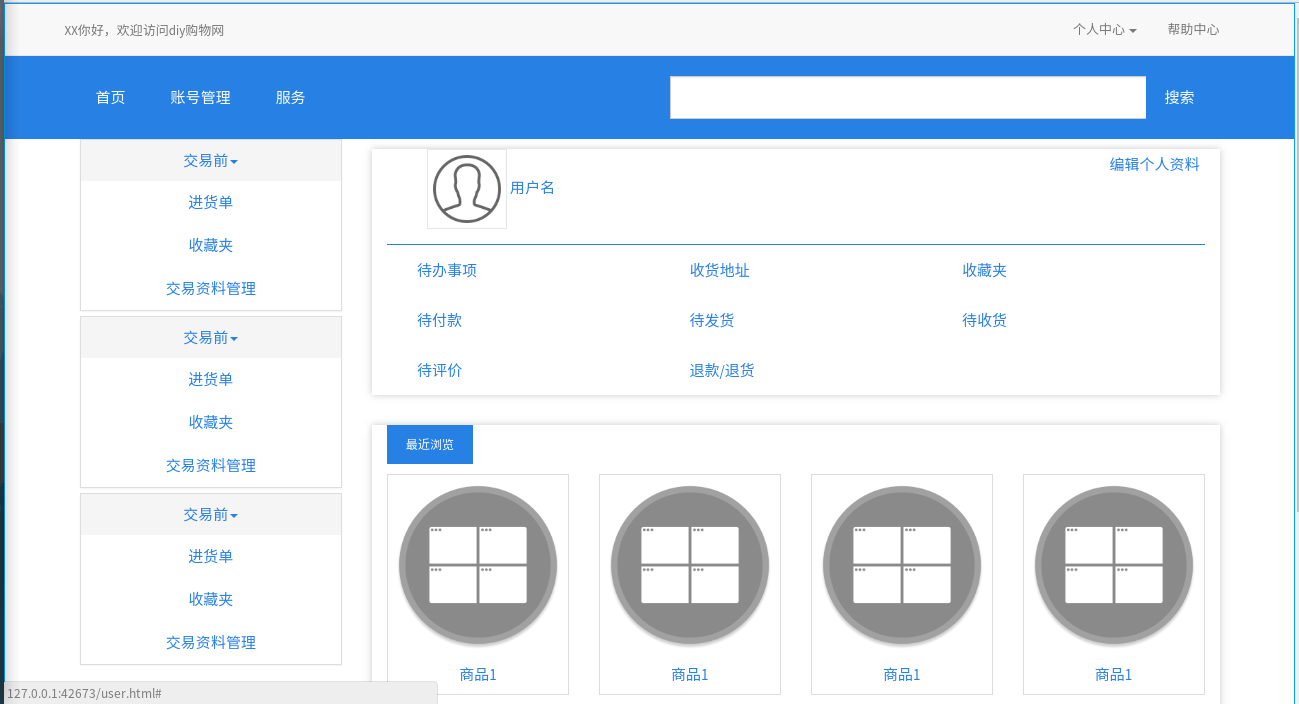 XX你好，欢迎访问diy购物网
个人中心 帮助中心
首页 账号管理 服务 搜索
交易前
进货单
收藏夹
交易资料管理
交易前
进货单
收藏夹
交易资料管理
交易前
进货单
收藏夹
交易资料管理
用户名
编辑个人资料
待办事项 收货地址 收藏夹
待付款 待发货 待收货
待评价 退款/退货
最近浏览
商品1 商品1 商品1 商品1
127.0.0.1:42673/user.html#